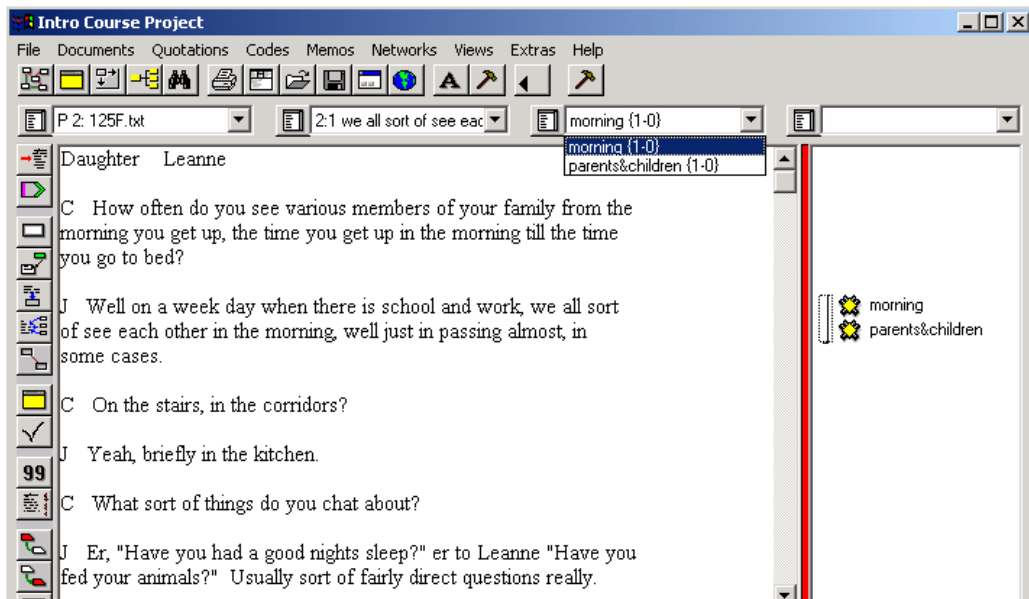 Intro Course Project
File Documents Quotations Codes Memos Networks Views Extras Help
A
P 2: 125F.txt 2:1 we all sort of see eac morning {1-0}
morning {1-0}
parents&children {1-0}
Daughter Leanne
C How often do you see various members of your family from the
morning you get up, the time you get up in the morning till the time
you go to bed?
J Well on a week day when there is school and work, we all sort
of see each other in the morning, well just in passing almost, in
some cases.
C On the stairs, in the corridors?
J Yeah, briefly in the kitchen.
C What sort of things do you chat about?
J Er, "Have you had a good nights sleep?" er to Leanne "Have you
fed your animals?" Usually sort of fairly direct questions really.
99
morning
parents&children